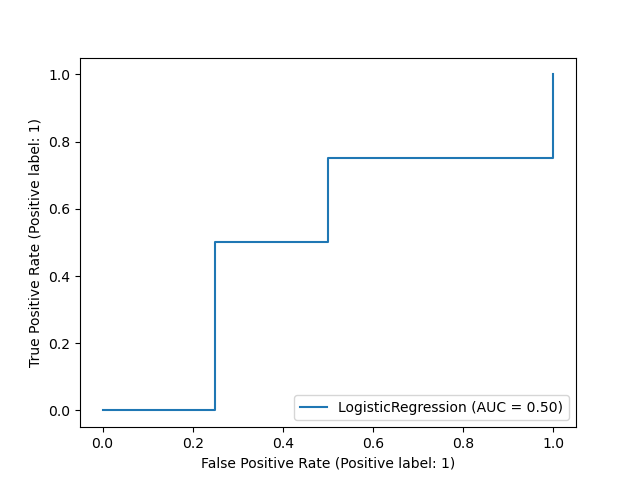 1.0
0.8
0.6
0.4
0.2
0.0
True Positive Rate (Positive label: 1)
LogisticRegression (AUC = 0.50)
0.0 0.2 0.4 0.6 0.8 1.0
False Positive Rate (Positive label: 1)